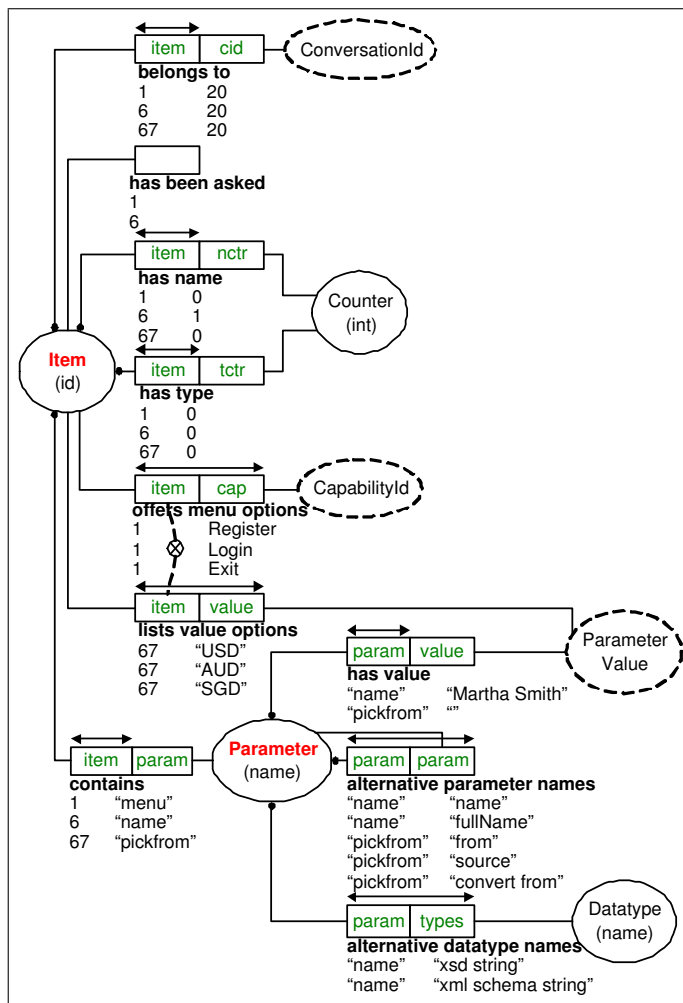 item cid ConversationId
belongs to
1 20
6 20
67 20
has been asked
1
6
item nctr
has name
1 0
6 1
67 0
Counter
(int)
Item
(id)
item tctr
has type
1 0
6 0
67 0
item cap CapabilityId
offers menu options
1 Register
1 Login
1 Exit
item value
lists value options
67 “USD”
67 “AUD”
67 “SGD”
Parameter
Value
param value
has value
“name” “Martha Smith”
“pickfrom” “”
item param
contains
1 “menu”
6 “name”
67 “pickfrom”
Parameter
(name)
param param
alternative parameter names
“name” “name”
“name” “fullName”
“pickfrom” “from”
“pickfrom” “source”
“pickfrom” “convert from”
param types
Datatype
(name)
alternative datatype names
“name” “xsd string”
“name” “xml schema string”